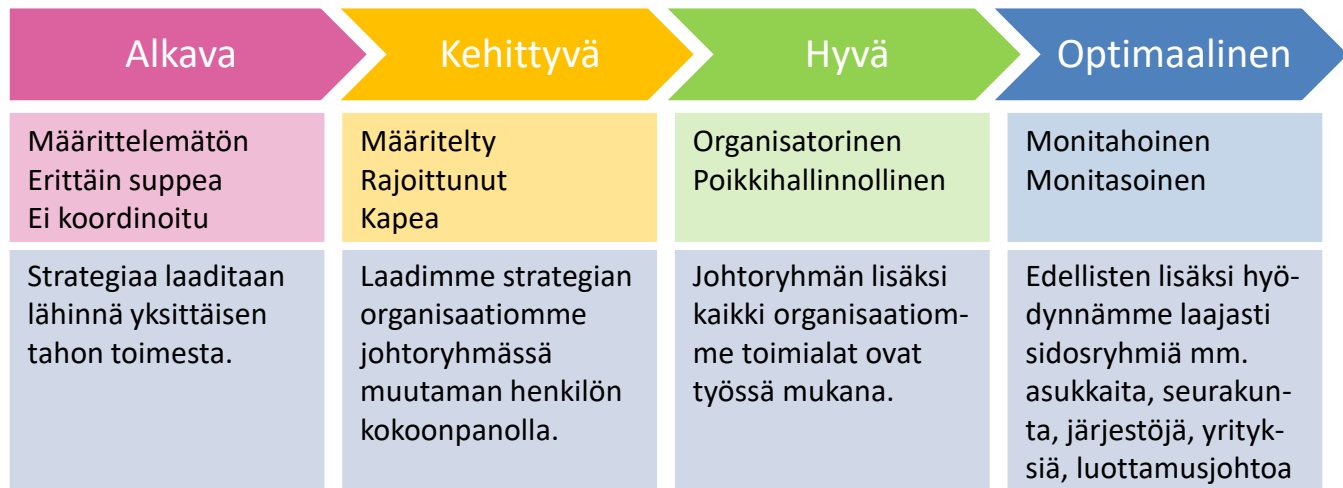 Alkava
Kehittyvä
Hyvä
Optimaalinen
Määrittelemätön
Erittäin suppea
Ei koordinoitu
Määritelty
Rajoittunut
Kapea
Organisatorinen
Poikkihallinnollinen
Monitahoinen
Monitasoinen
Strategiaa laaditaan
lähinnä yksittäisen
tahon toimesta.
Laadimme strategian
organisaatiomme
johtoryhmässä
muutaman henkilön
kokoonpanolla.
Johtoryhmän lisäksi
kaikki organisaatiom-
me toimialat ovat
työssä mukana.
Edellisten lisäksi hyö-
dynnämme laajasti
sidosryhmiä mm.
asukkaita, seurakun-
ta, järjestöjä, yrityk-
siä, luottamusjohtoa